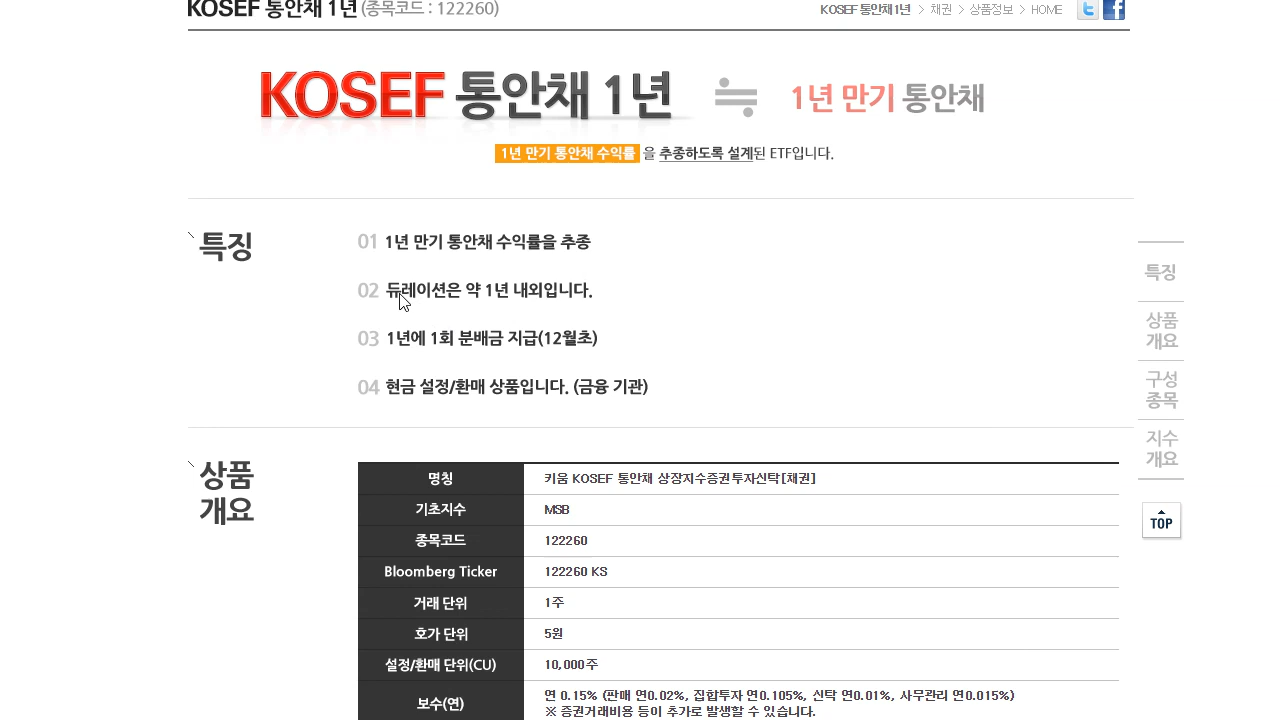 KOSEF 통안채 1년 (종목코드 : 122260)
KOSEF 통안채1년 > 채권 > 상품정보 > HOME
KOSEF 통안채 1년 ≒ 1년 만기 통안채
1년 만기 통안채 수익률 을 추종하도록 설계된 ETF입니다.
특징
01 1년 만기 통안채 수익률을 추종
02 듀레이션은 약 1년 내외입니다.
03 1년에 1회 분배금 지급(12월초)
04 현금 설정/환매 상품입니다. (금융 기관)
상품
개요
명칭 키움 KOSEF 통안채 상장지수증권투자신탁[채권]
기초지수 MSB
종목코드 122260
Bloomberg Ticker 122260 KS
거래 단위 1주
호가 단위 5원
설정/환매 단위(CU) 10,000주
보수(연) 연 0.15% (판매 연0.02%, 집합투자 연0.105%, 신탁 연0.01%, 사무관리 연0.015%)
※ 증권거래비용 등이 추가로 발생할 수 있습니다.
특징
상품
개요
구성
종목
지수
개요
TOP